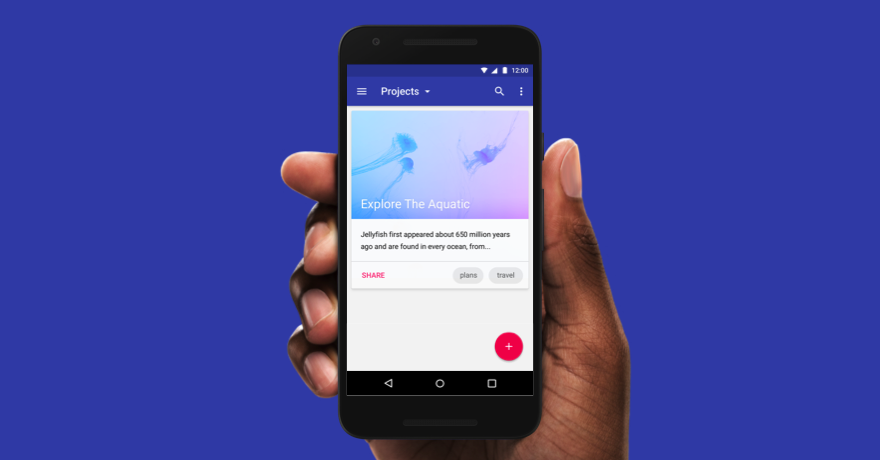 12:00
Projects
Explore The Aquatic
Jellyfish first appeared about 650 million years
ago and are found in every ocean, from...
SHARE plans travel